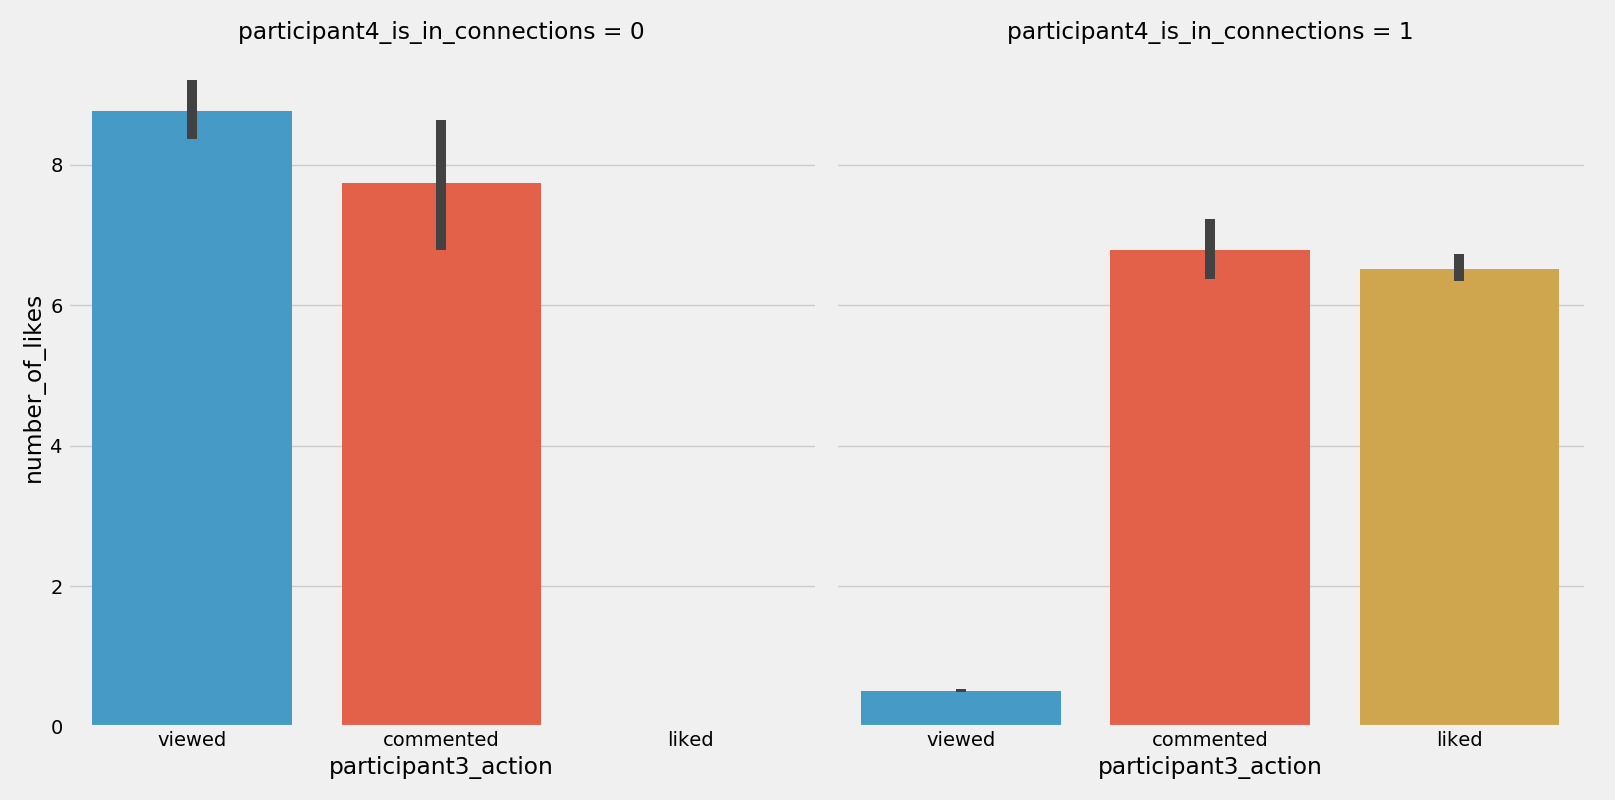 participant4_is_in_connections = 0
participant4_is_in_connections = 1
number_of_likes
8
6
4
2
0
viewed
commented
liked
viewed
commented
liked
participant3_action
participant3_action